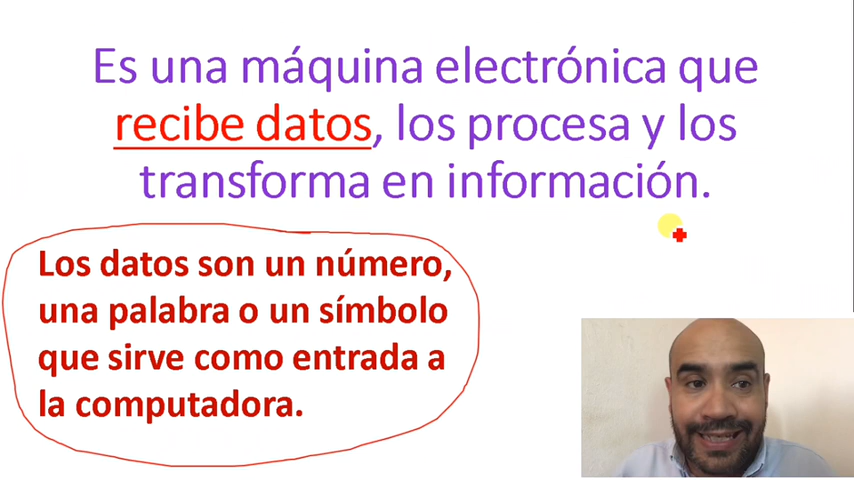 Es una máquina electrónica que
recibe datos, los procesa y los
transforma en información.
Los datos son un número,
una palabra o un símbolo
que sirve como entrada a
la computadora.